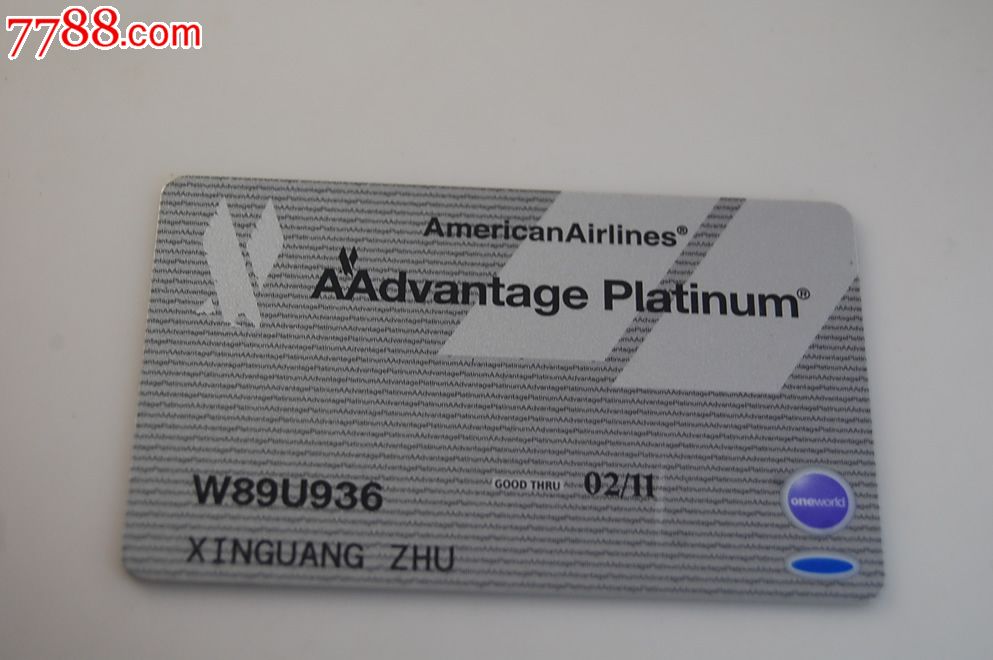 7788.com
AmericanAirlines®
AAdvantage Platinum®
W89U936
GOOD THRU 02/11
oneworld
XINGUANG ZHU